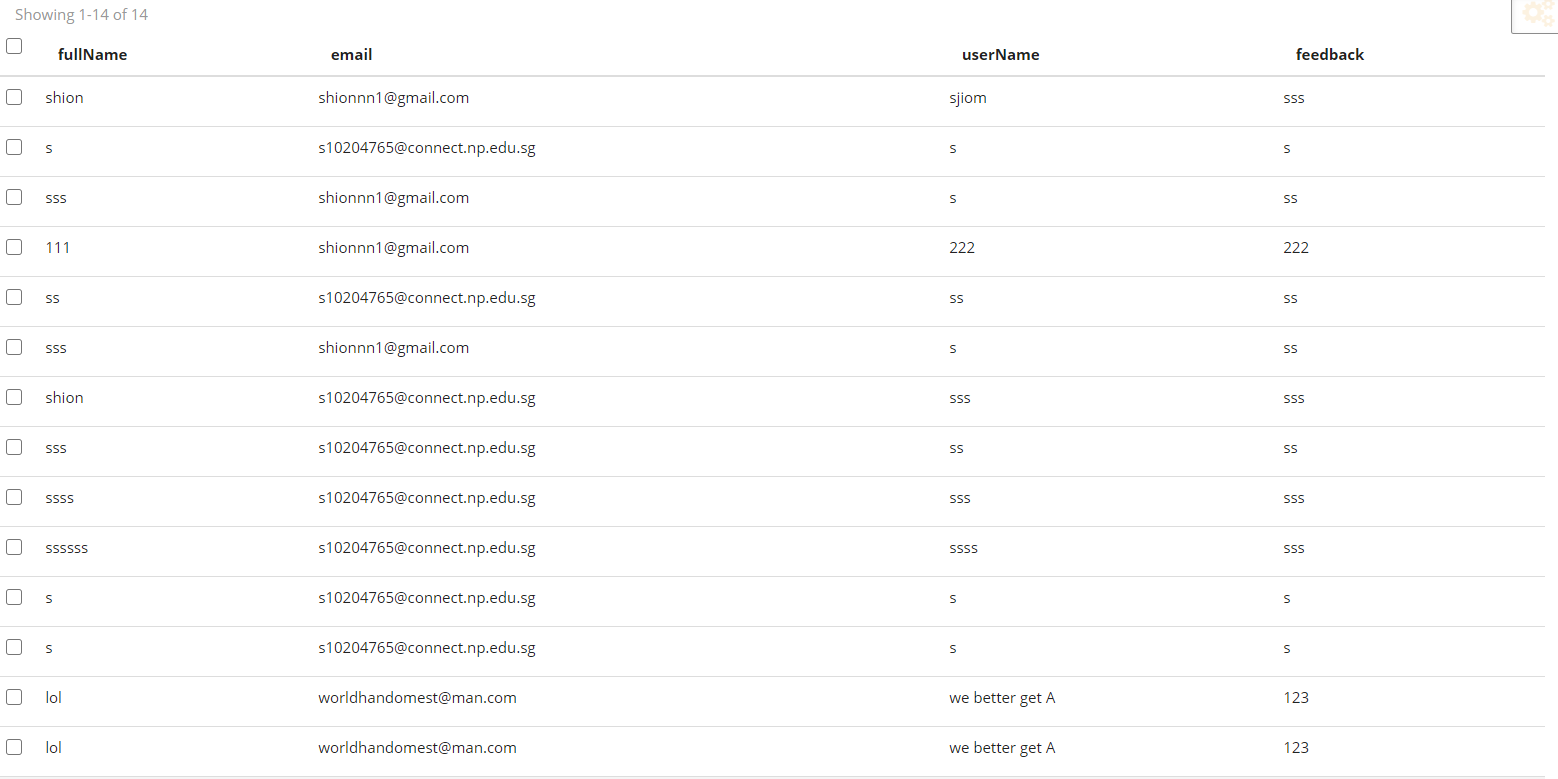 Showing 1-14 of 14
fullName email userName feedback
shion shionnn1@gmail.com sjiom sss
s s10204765@connect.np.edu.sg s s
sss shionnn1@gmail.com s ss
111 shionnn1@gmail.com 222 222
ss s10204765@connect.np.edu.sg ss ss
sss shionnn1@gmail.com s ss
shion s10204765@connect.np.edu.sg sss sss
sss s10204765@connect.np.edu.sg ss ss
ssss s10204765@connect.np.edu.sg sss sss
ssssss s10204765@connect.np.edu.sg ssss sss
s s10204765@connect.np.edu.sg s s
s s10204765@connect.np.edu.sg s s
lol worldhandomest@man.com we better get A 123
lol worldhandomest@man.com we better get A 123